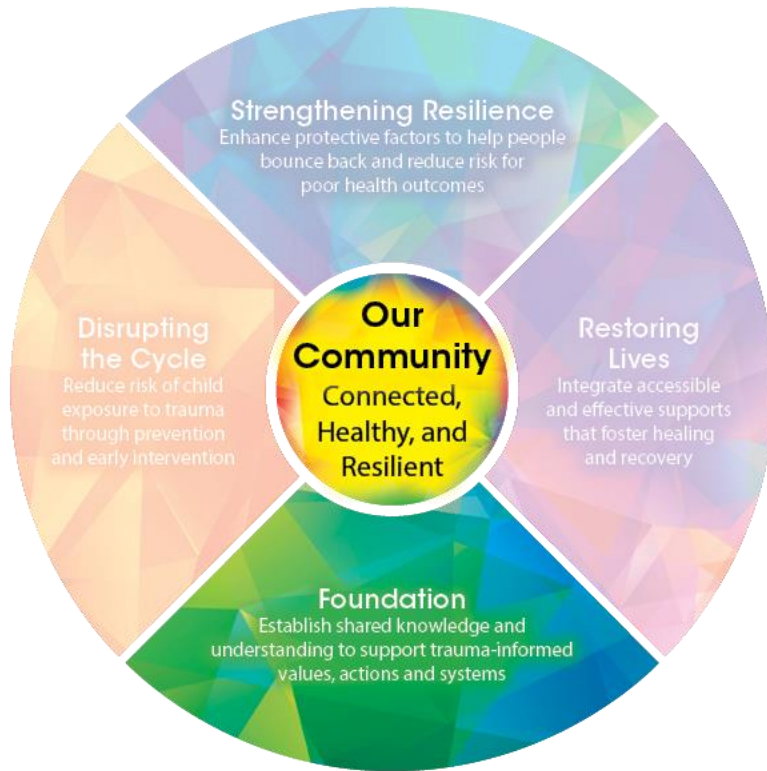 Strengthening Resilience
Enhance protective factors to help people
bounce back and reduce risk for
poor health outcomes
Disrupting
the Cycle
Reduce risk of child
exposure to trauma
through prevention
and early intervention
Our
Community
Connected,
Healthy, and
Resilient
Restoring
Lives
Integrate accessible
and effective supports
that foster healing
and recovery
Foundation
Establish shared knowledge and
understanding to support trauma-informed
values, actions and systems